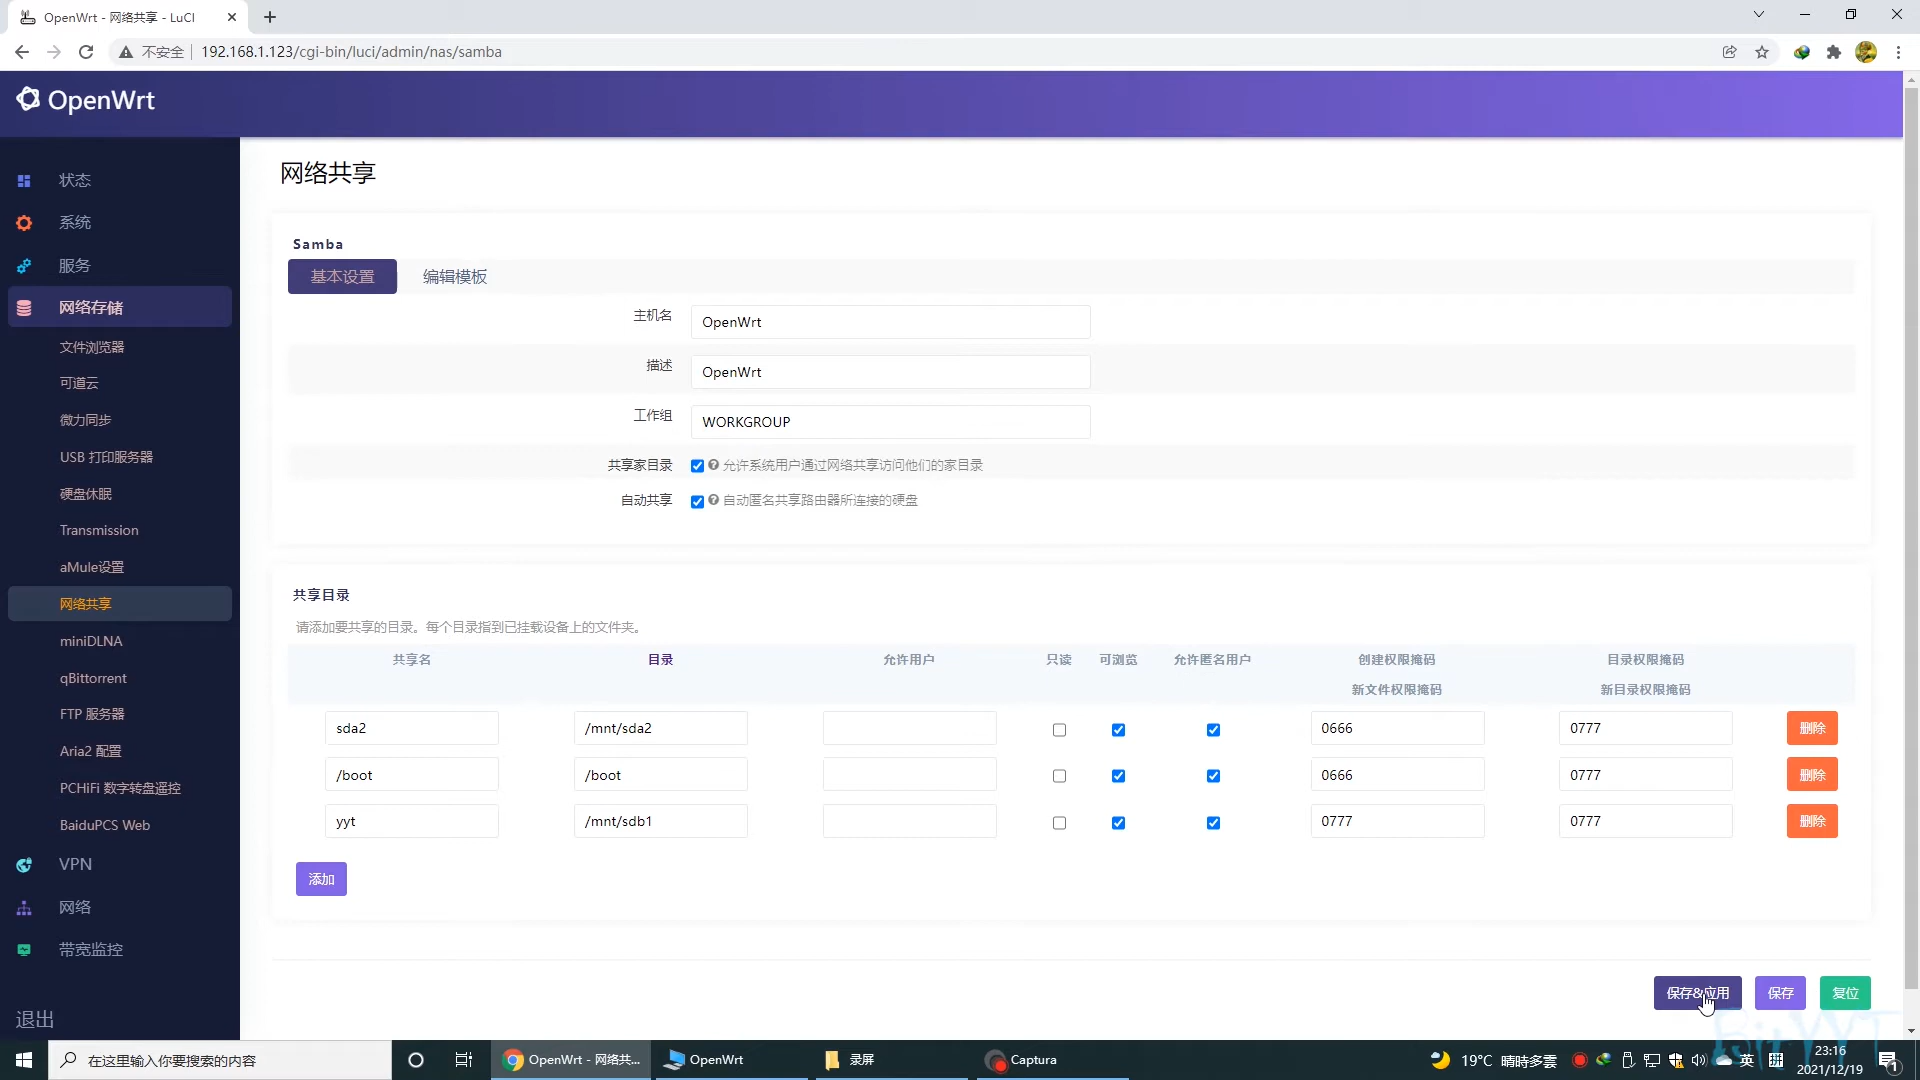 OpenWrt - 网络共享 - LuCI
不安全
192.168.1.123/cgi-bin/luci/admin/nas/samba
OpenWrt
状态
系统
服务
网络存储
文件浏览器
可道云
微力同步
USB 打印服务器
硬盘休眠
Transmission
aMule设置
网络共享
miniDLNA
qBittorrent
FTP 服务器
Aria2 配置
PCHiFi 数字转盘遥控
BaiduPCS Web
VPN
网络
带宽监控
退出
网络共享
Samba
基本设置 编辑模板
主机名 OpenWrt
描述 OpenWrt
工作组 WORKGROUP
共享家目录 允许系统用户通过网络共享访问他们的家目录
自动共享 自动匿名共享路由器所连接的硬盘
共享目录
请添加要共享的目录。每个目录指到已挂载设备上的文件夹。
共享名 目录 允许用户 只读 可浏览 允许匿名用户 创建权限掩码 目录权限掩码
新文件权限掩码 新目录权限掩码
sda2 /mnt/sda2 0666 0777 删除
/boot /boot 0666 0777 删除
yyt /mnt/sdb1 0777 0777 删除
添加
保存&应用 保存 复位
在这里输入你要搜索的内容
OpenWrt - 网络共...
OpenWrt
录屏
Captura
19°C 晴時多雲
英
拼
23:16
2021/12/19
1